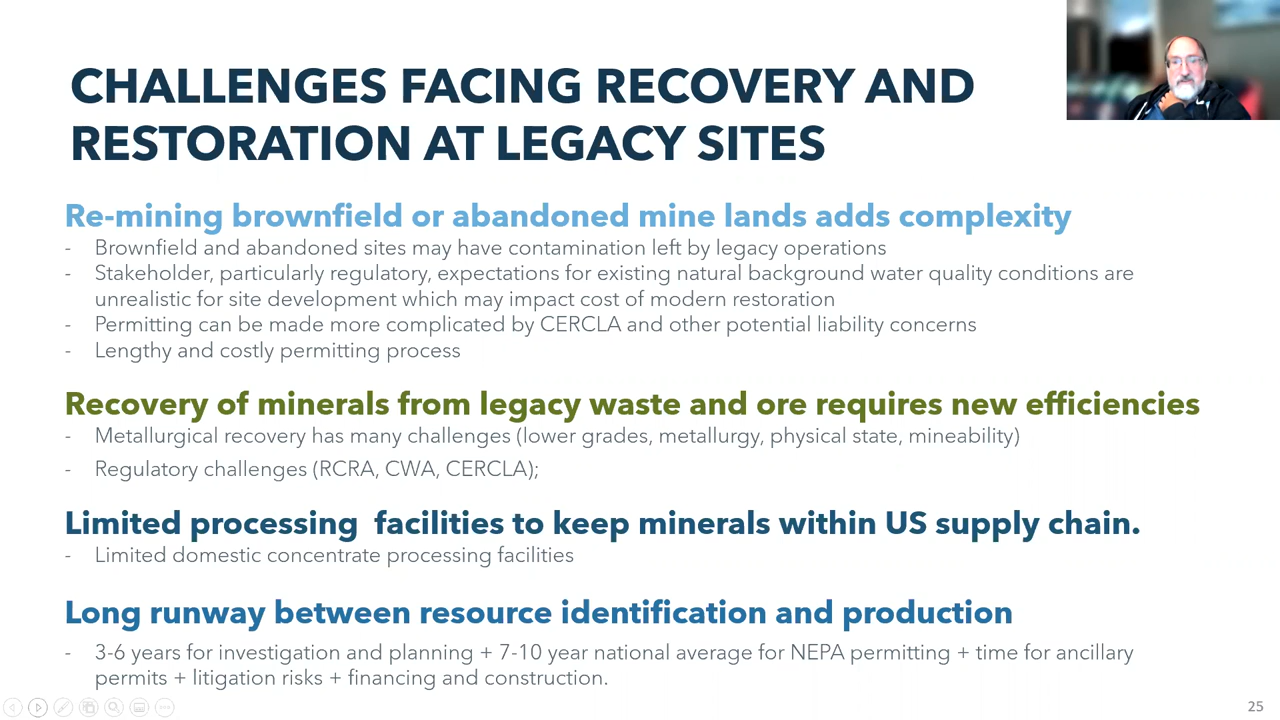 CHALLENGES FACING RECOVERY AND
RESTORATION AT LEGACY SITES
Re-mining brownfield or abandoned mine lands adds complexity
- Brownfield and abandoned sites may have contamination left by legacy operations
- Stakeholder, particularly regulatory, expectations for existing natural background water quality conditions are
unrealistic for site development which may impact cost of modern restoration
- Permitting can be made more complicated by CERCLA and other potential liability concerns
- Lengthy and costly permitting process
Recovery of minerals from legacy waste and ore requires new efficiencies
- Metallurgical recovery has many challenges (lower grades, metallurgy, physical state, mineability)
- Regulatory challenges (RCRA, CWA, CERCLA);
Limited processing  facilities to keep minerals within US supply chain.
- Limited domestic concentrate processing facilities
Long runway between resource identification and production
- 3-6 years for investigation and planning + 7-10 year national average for NEPA permitting + time for ancillary
permits + litigation risks + financing and construction.
25